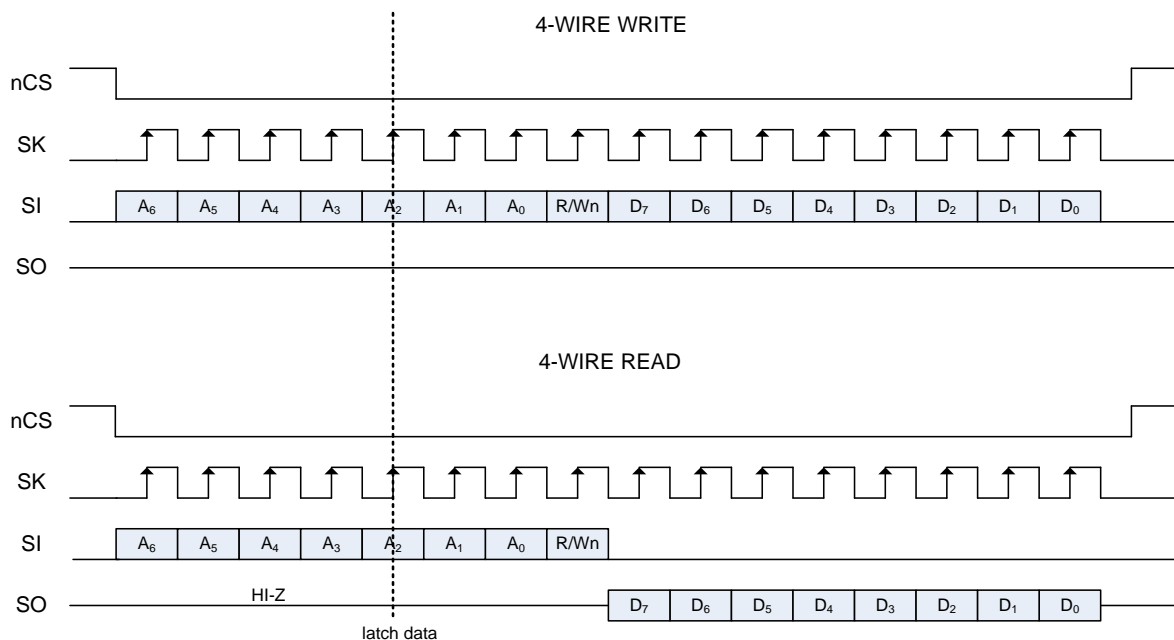 4-WIRE WRITE
nCS
SK
SI A₆ A₅ A₄ A₃ A₂ A₁ A₀ R/Wn D₇ D₆ D₅ D₄ D₃ D₂ D₁ D₀
SO
4-WIRE READ
nCS
SK
SI A₆ A₅ A₄ A₃ A₂ A₁ A₀ R/Wn
SO HI-Z D₇ D₆ D₅ D₄ D₃ D₂ D₁ D₀
latch data